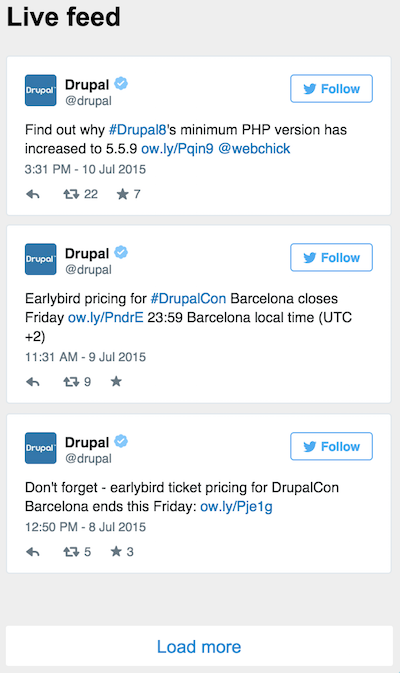 Live feed
Drupal
Drupal
@drupal
Follow
Find out why #Drupal8's minimum PHP version has
increased to 5.5.9 ow.ly/Pqin9 @webchick
3:31 PM - 10 Jul 2015
22
7
Drupal
Drupal
@drupal
Follow
Earlybird pricing for #DrupalCon Barcelona closes
Friday ow.ly/PndrE 23:59 Barcelona local time (UTC
+2)
11:31 AM - 9 Jul 2015
9
Drupal
Drupal
@drupal
Follow
Don't forget - earlybird ticket pricing for DrupalCon
Barcelona ends this Friday: ow.ly/Pje1g
12:50 PM - 8 Jul 2015
5
3
Load more